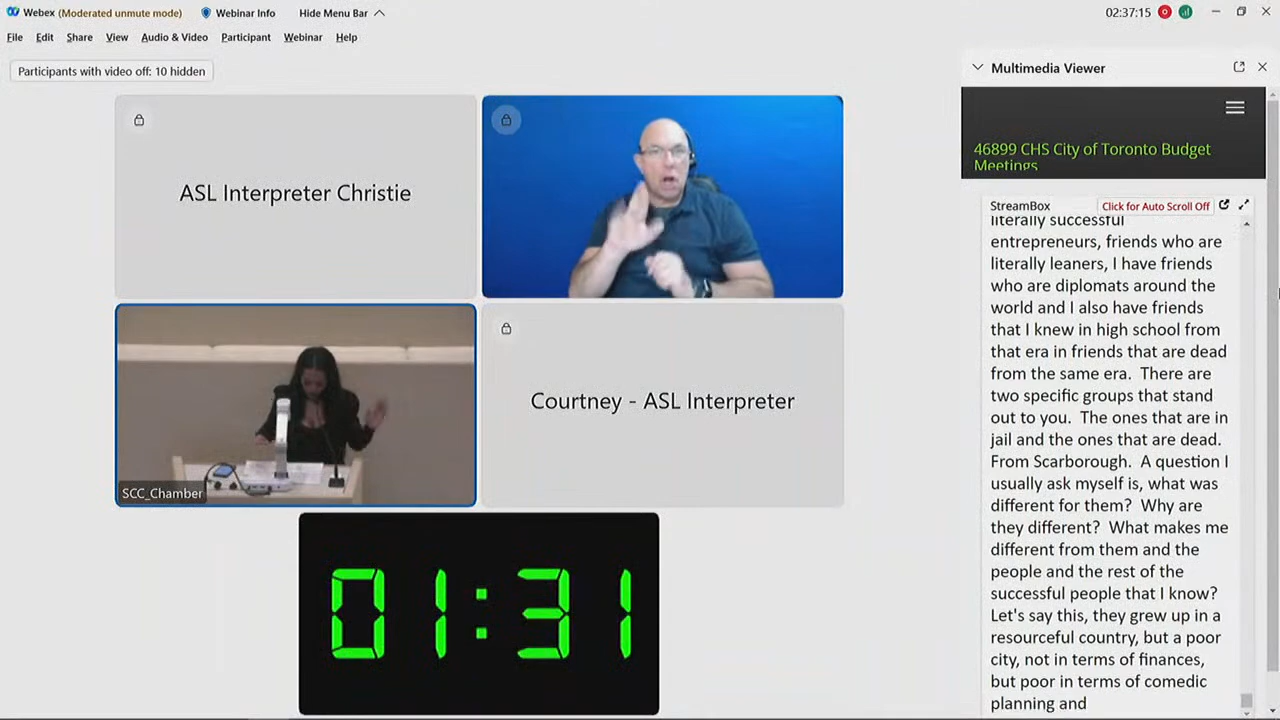 Webex (Moderated unmute mode) Webinar Info Hide Menu Bar 02:37:15
File Edit Share View Audio & Video Participant Webinar Help
Participants with video off: 10 hidden
Multimedia Viewer
46899 CHS City of Toronto Budget
Meetings
ASL Interpreter Christie
SCC_Chamber
Courtney - ASL Interpreter
01:31
StreamBox Click for Auto Scroll Off
literally successful
entrepreneurs, friends who are
literally leaners, I have friends
who are diplomats around the
world and I also have friends
that I knew in high school from
that era in friends that are dead
from the same era. There are
two specific groups that stand
out to you. The ones that are in
jail and the ones that are dead.
From Scarborough. A question I
usually ask myself is, what was
different for them? Why are
they different? What makes me
different from them and the
people and the rest of the
successful people that I know?
Let's say this, they grew up in a
resourceful country, but a poor
city, not in terms of finances,
but poor in terms of comedic
planning and